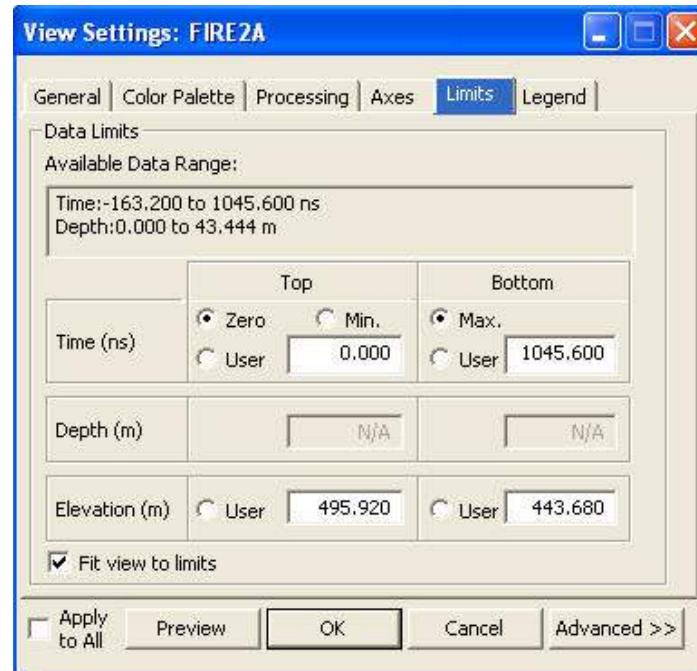 View Settings: FIRE2A
General Color Palette Processing Axes Limits Legend
Data Limits
Available Data Range:
Time:-163.200 to 1045.600 ns
Depth:0.000 to 43.444 m
Top Bottom
Time (ns)
Zero Min. Max.
User 0.000 User 1045.600
Depth (m) N/A N/A
Elevation (m) User 495.920 User 443.680
Fit view to limits
Apply to All Preview OK Cancel Advanced >>